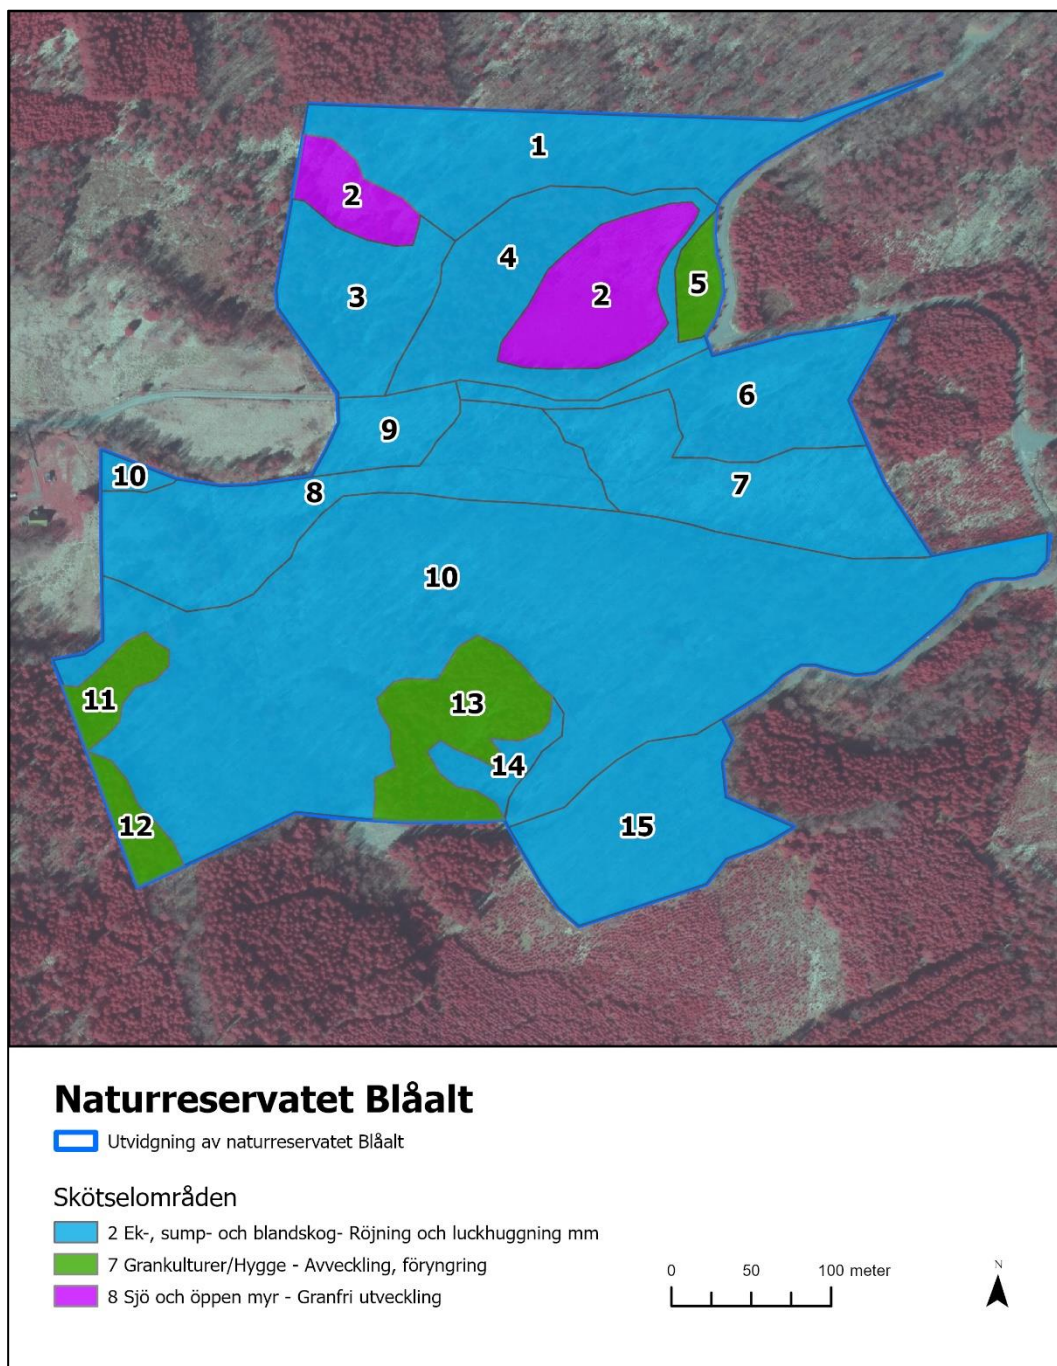 1
2
4
2
5
3
6
9
10
7
8
10
11
13
14
12
15
Naturreservatet Blåalt
Utvidgning av naturreservatet Blåalt
Skötselområden
2 Ek-, sump- och blandskog- Röjning och luckhuggning mm
7 Grankulturer/Hygge - Avveckling, föryngring
8 Sjö och öppen myr - Granfri utveckling
0 50 100 meter
N